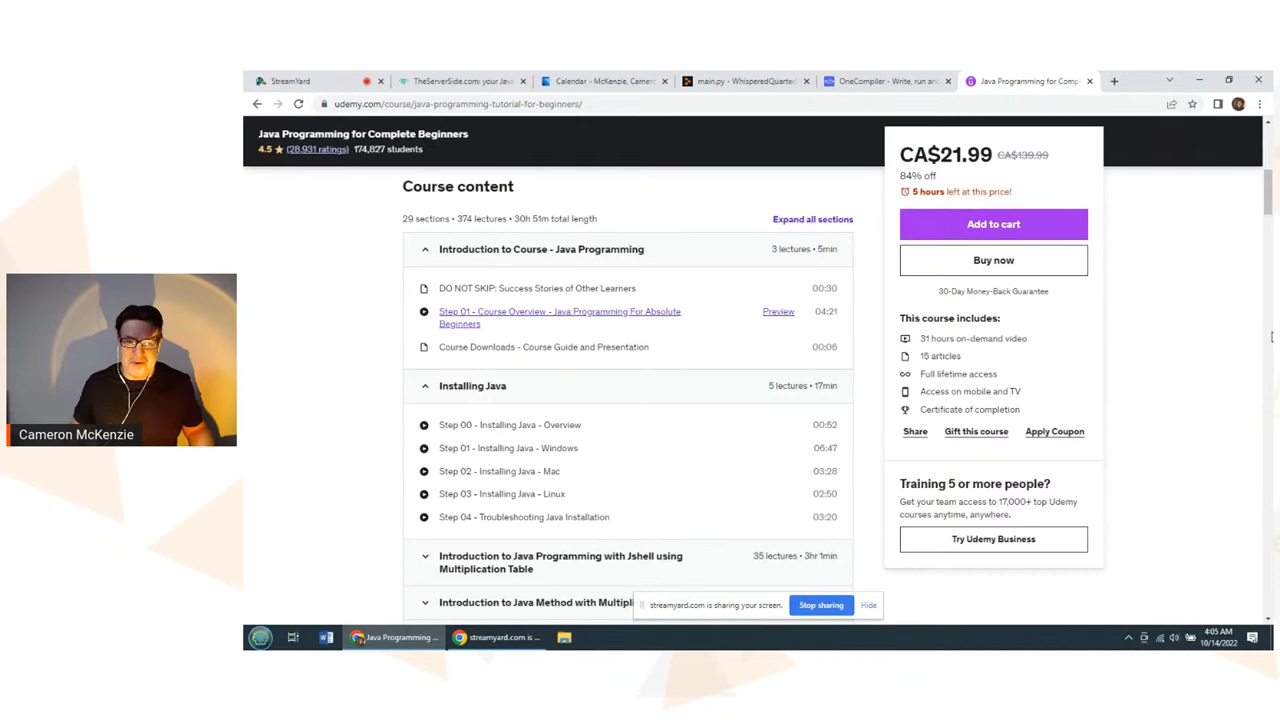 StreamYard
TheServerSide.com: your Java
Calendar - McKenzie, Camero
main.py - WhisperedQuarter
OneCompiler - Write, run an
Java Programming for Compl
udemy.com/course/java-programming-tutorial-for-beginners/
Java Programming for Complete Beginners
4.5 ★ (28,931 ratings) 174,827 students
Course content
29 sections • 374 lectures • 30h 51m total length
Expand all sections
Introduction to Course - Java Programming
3 lectures • 5min
DO NOT SKIP: Success Stories of Other Learners
00:30
Step 01 - Course Overview - Java Programming For Absolute
Beginners
Preview
04:21
Course Downloads - Course Guide and Presentation
00:06
Installing Java
5 lectures • 17min
Step 00 - Installing Java - Overview
00:52
Step 01 - Installing Java - Windows
06:47
Step 02 - Installing Java - Mac
03:28
Step 03 - Installing Java - Linux
02:50
Step 04 - Troubleshooting Java Installation
03:20
Introduction to Java Programming with Jshell using
Multiplication Table
35 lectures • 3hr 1min
Introduction to Java Method with Multipli
CA$21.99 CA$139.99
84% off
5 hours left at this price!
Add to cart
Buy now
30-Day Money-Back Guarantee
This course includes:
31 hours on-demand video
15 articles
Full lifetime access
Access on mobile and TV
Certificate of completion
Share Gift this course Apply Coupon
Training 5 or more people?
Get your team access to 17,000+ top Udemy
courses anytime, anywhere.
Try Udemy Business
streamyard.com is sharing your screen.
Stop sharing
Hide
Cameron McKenzie
Java Programming ...
streamyard.com is ...
4:05 AM
10/14/2022